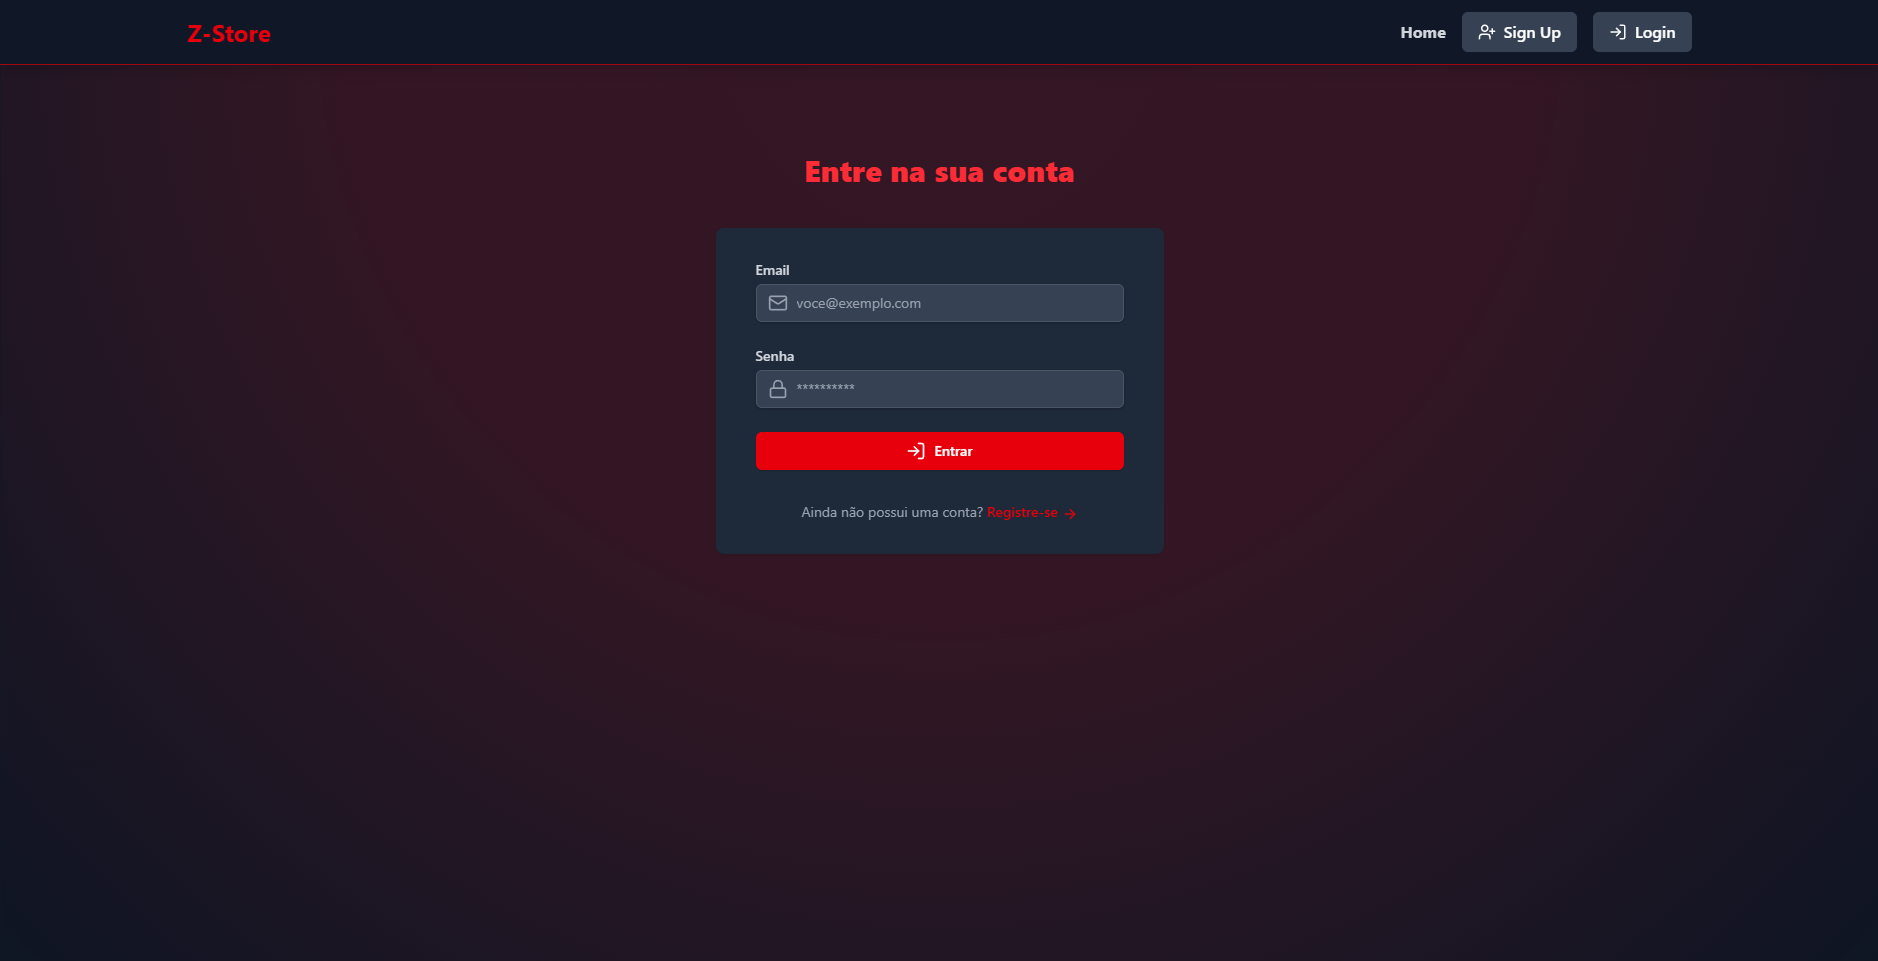 Z-Store
Home Sign Up Login
Entre na sua conta
Email
voce@exemplo.com
Senha
**********
Entrar
Ainda não possui uma conta? Registre-se →